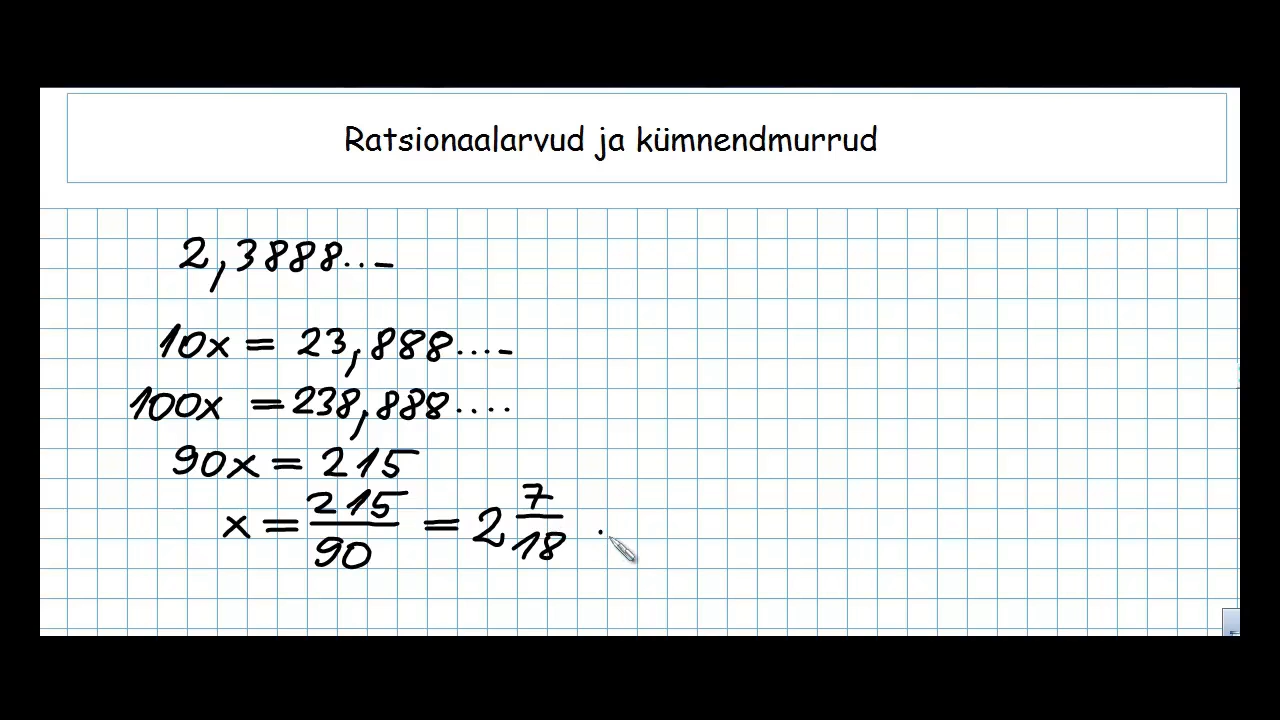 Ratsionaalarvud ja kümnendmurrud
2,3888...
10x = 23,888....
100x = 238,888....
90x = 215
x = 215/90 = 2 7/18 .